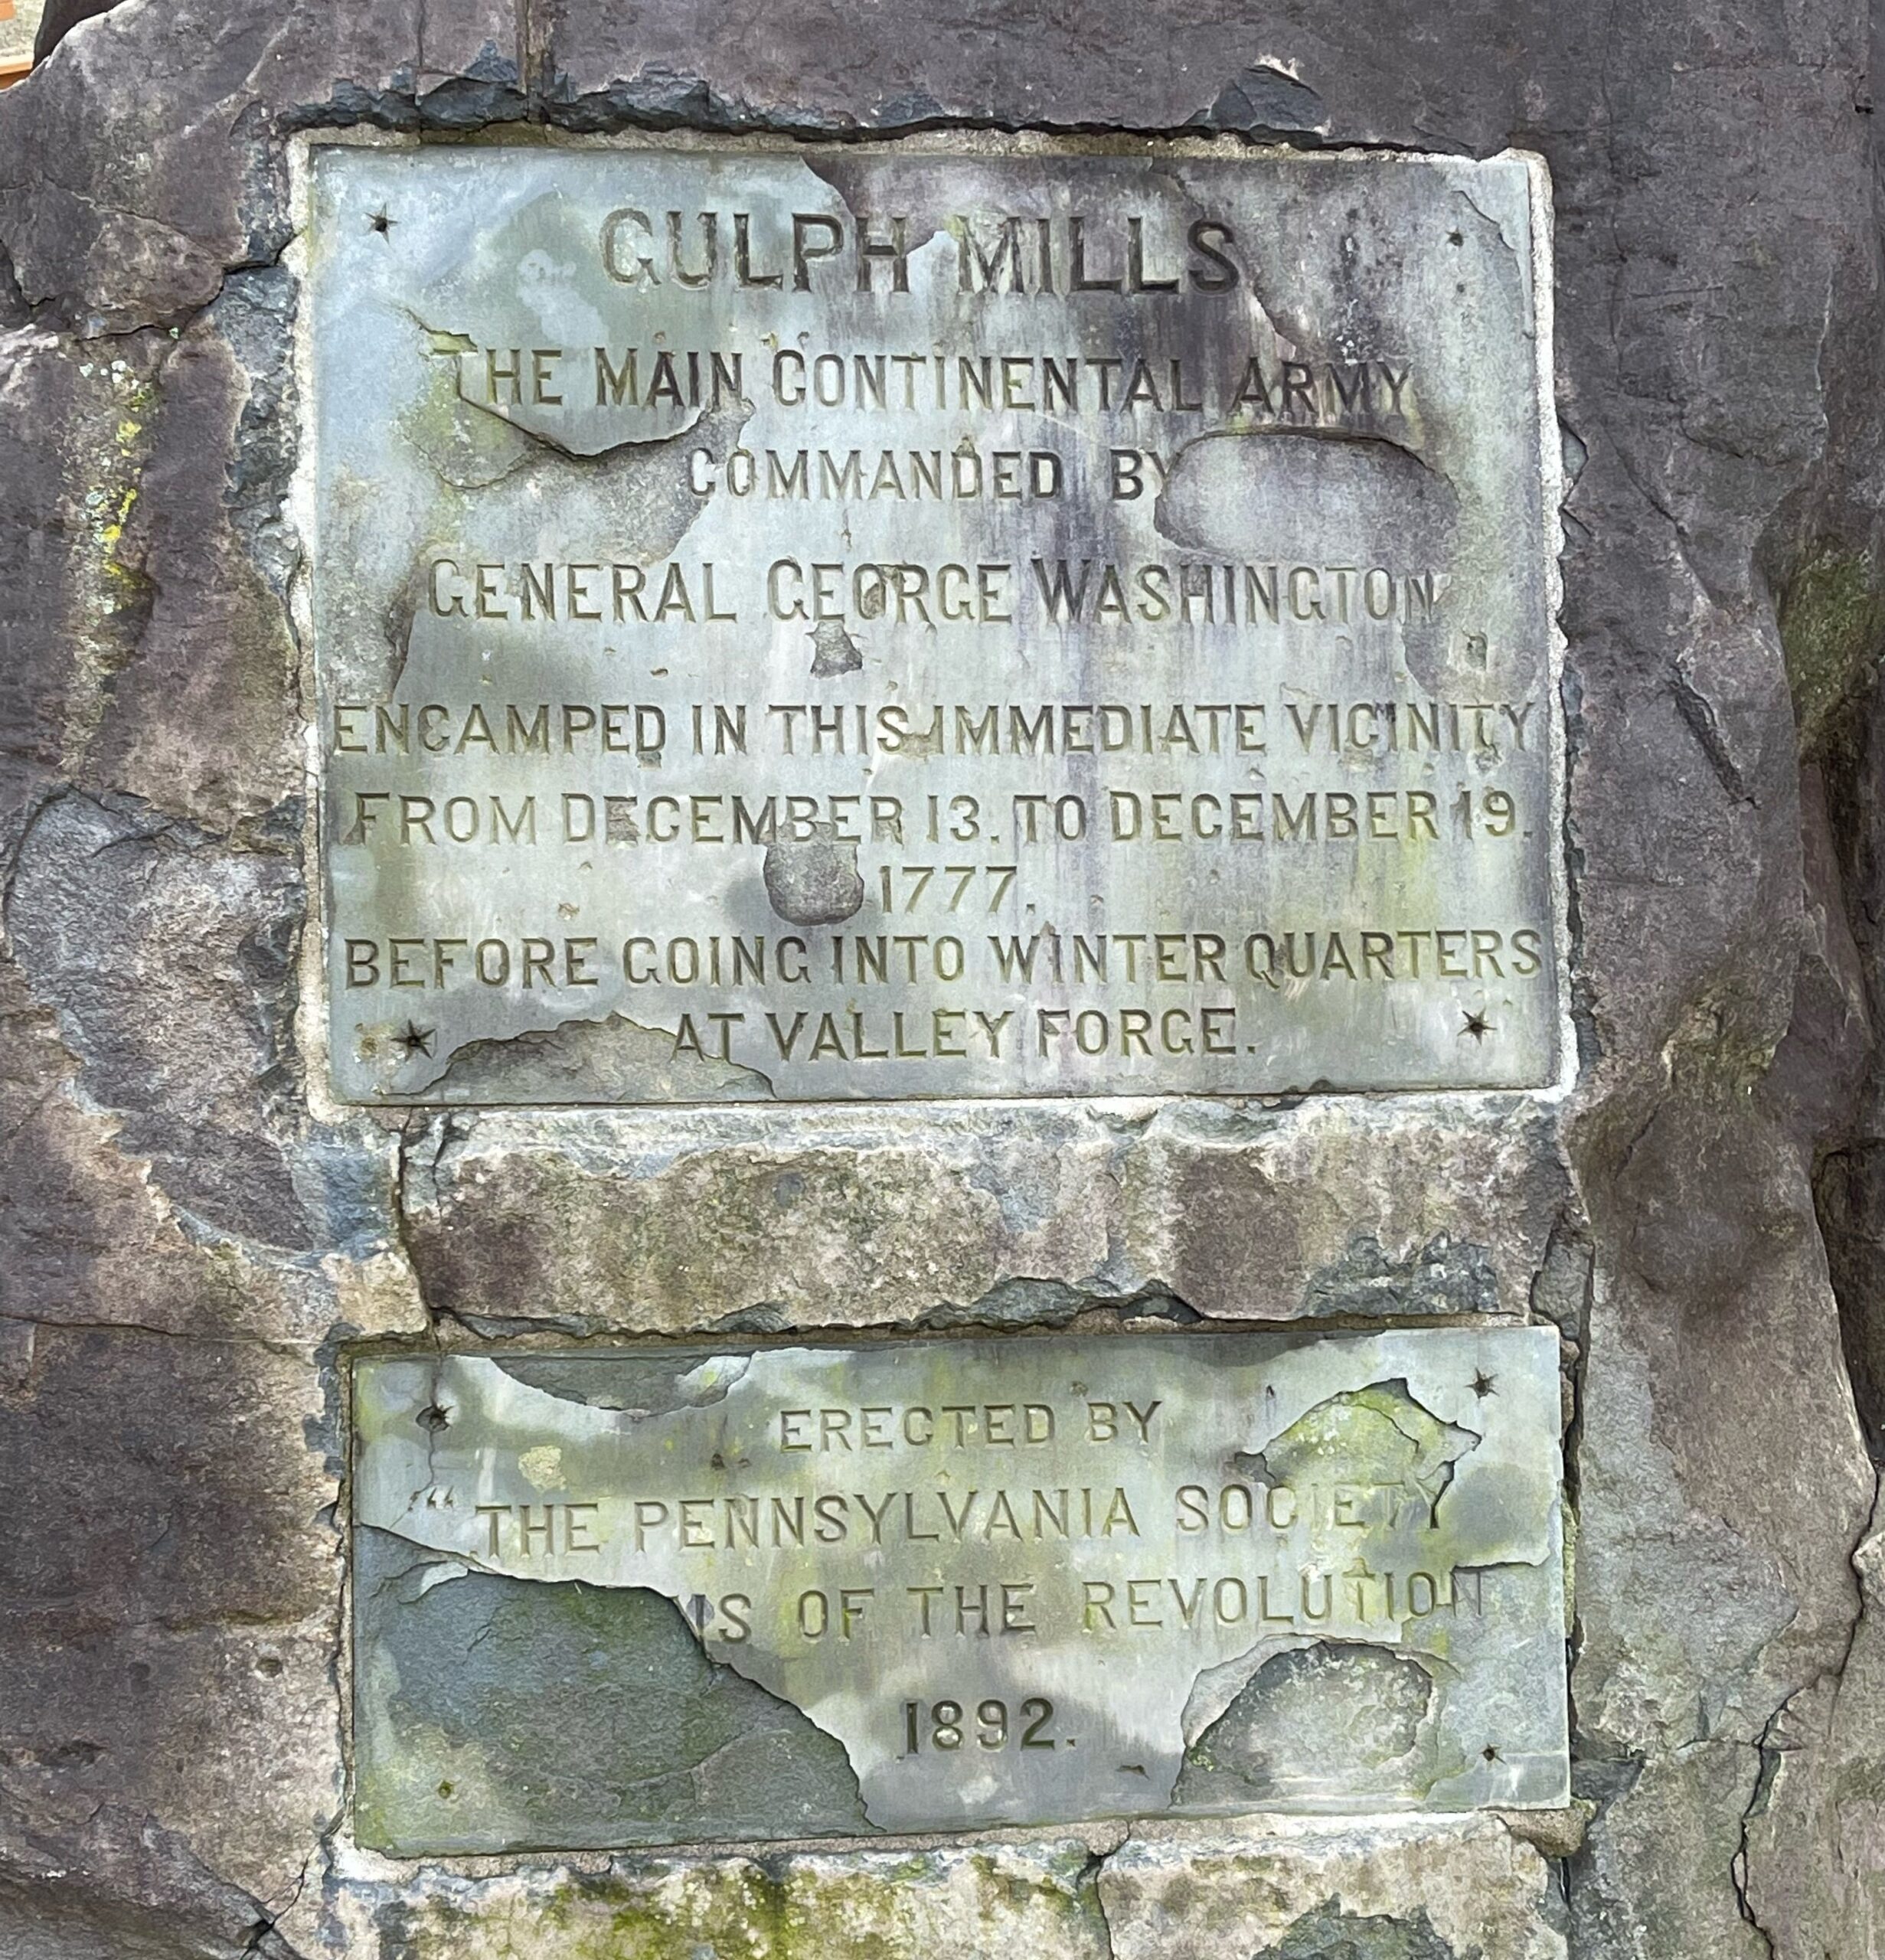 GULPH MILLS
THE MAIN CONTINENTAL ARMY
COMMANDED BY
GENERAL GEORGE WASHINGTON
ENCAMPED IN THIS IMMEDIATE VICINITY
FROM DECEMBER 13. TO DECEMBER 19.
1777.
BEFORE GOING INTO WINTER QUARTERS
AT VALLEY FORGE.
ERECTED BY
THE PENNSYLVANIA SOCIETY
OF THE REVOLUTION
1892.